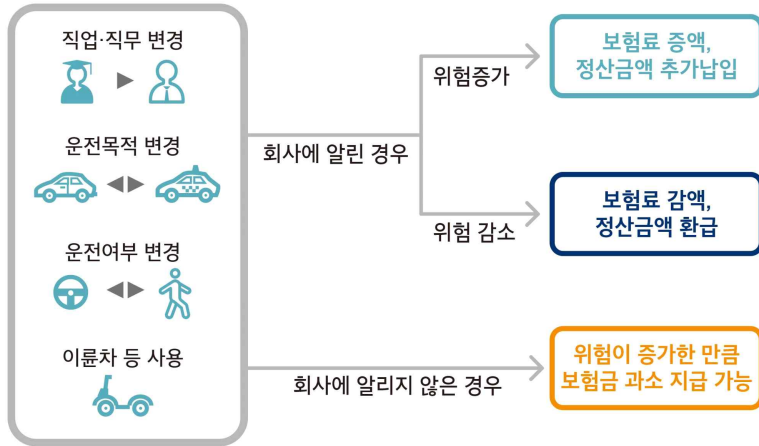 직업·직무 변경
운전목적 변경
운전여부 변경
이륜차 등 사용
회사에 알린 경우
위험증가
보험료 증액,
정산금액 추가납입
위험 감소
보험료 감액,
정산금액 환급
회사에 알리지 않은 경우
위험이 증가한 만큼
보험금 과소 지급 가능